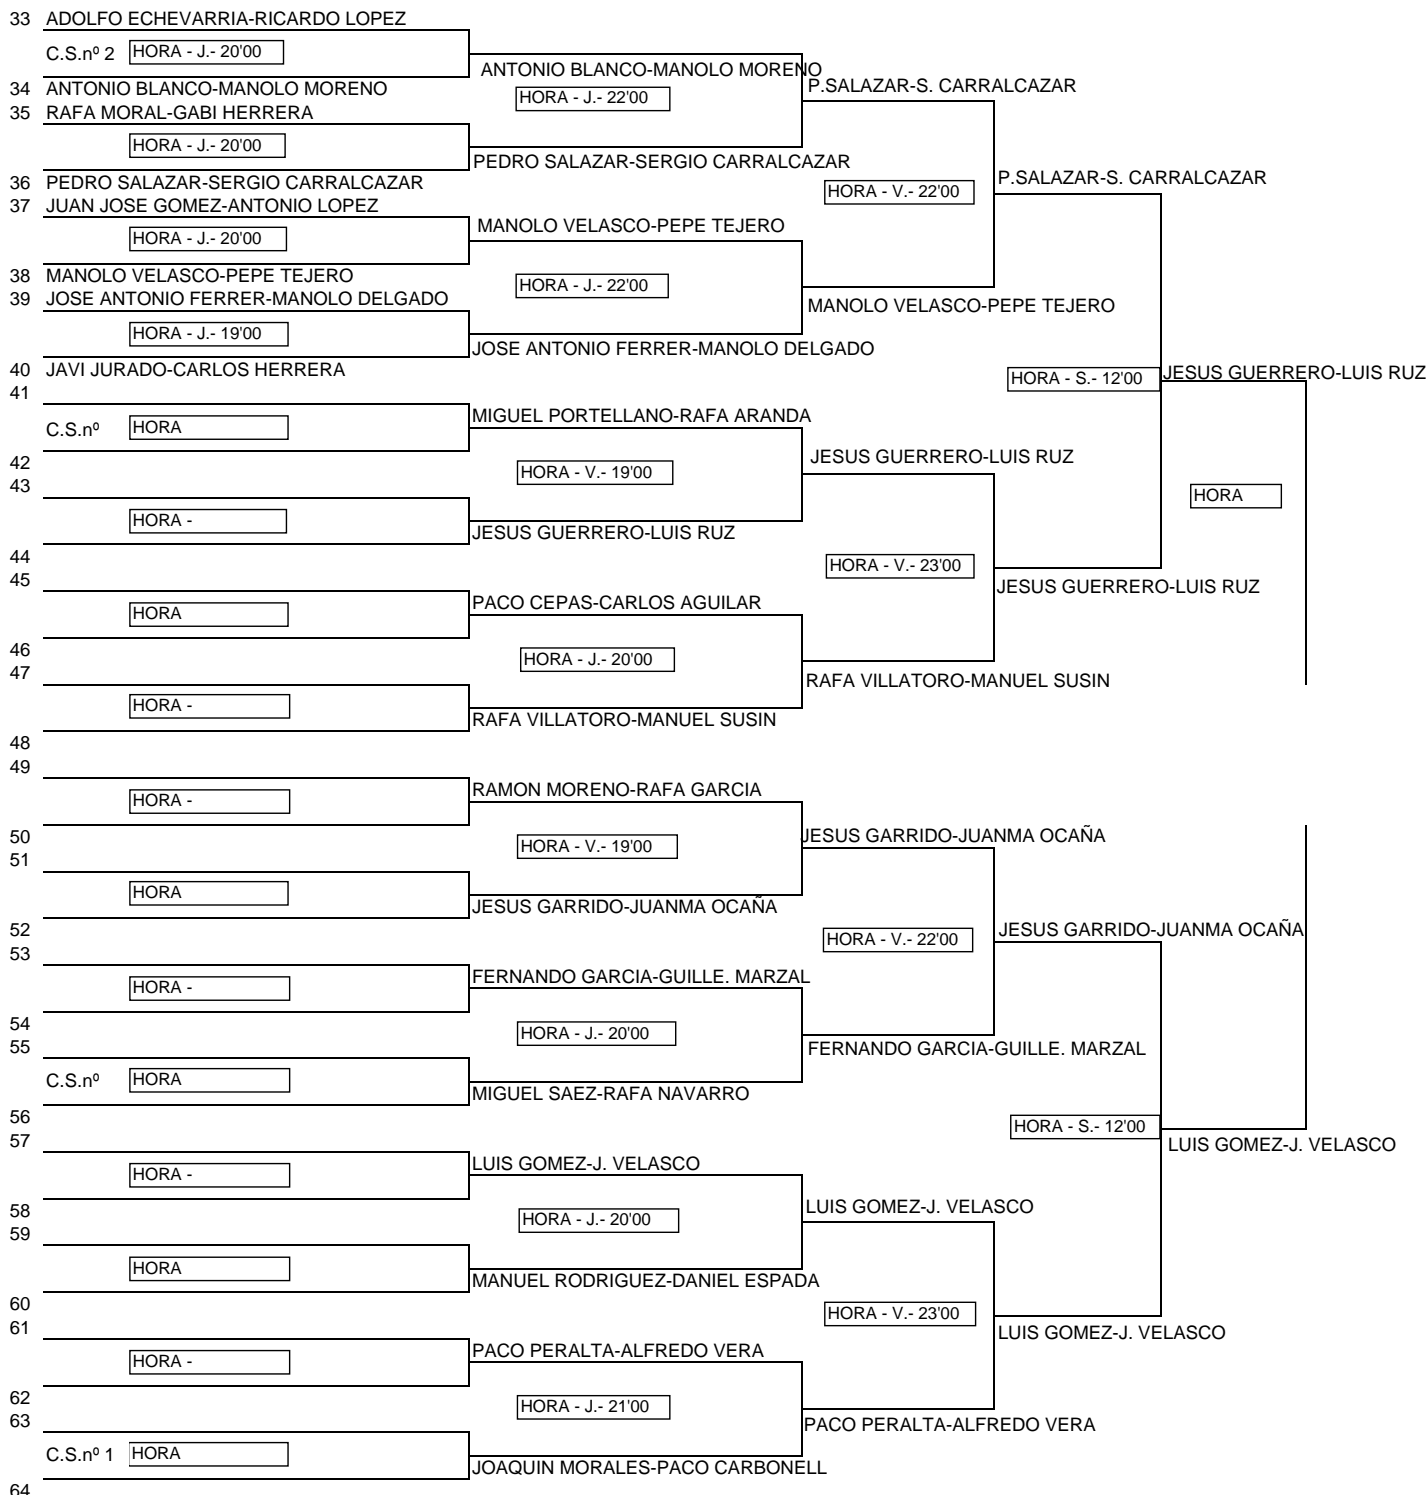 33 ADOLFO ECHEVARRIA-RICARDO LOPEZ
C.S.nº 2 HORA - J.- 20'00
ANTONIO BLANCO-MANOLO MORENO
34 ANTONIO BLANCO-MANOLO MORENO
P.SALAZAR-S. CARRALCAZAR
HORA - J.- 22'00
35 RAFA MORAL-GABI HERRERA
HORA - J.- 20'00
PEDRO SALAZAR-SERGIO CARRALCAZAR
36 PEDRO SALAZAR-SERGIO CARRALCAZAR
P.SALAZAR-S. CARRALCAZAR
HORA - V.- 22'00
37 JUAN JOSE GOMEZ-ANTONIO LOPEZ
MANOLO VELASCO-PEPE TEJERO
HORA - J.- 20'00
38 MANOLO VELASCO-PEPE TEJERO
HORA - J.- 22'00
39 JOSE ANTONIO FERRER-MANOLO DELGADO
MANOLO VELASCO-PEPE TEJERO
HORA - J.- 19'00
JOSE ANTONIO FERRER-MANOLO DELGADO
40 JAVI JURADO-CARLOS HERRERA
HORA - S.- 12'00
JESUS GUERRERO-LUIS RUZ
41
MIGUEL PORTELLANO-RAFA ARANDA
C.S.nº HORA
JESUS GUERRERO-LUIS RUZ
42
HORA - V.- 19'00
43
HORA
HORA -
JESUS GUERRERO-LUIS RUZ
44
HORA - V.- 23'00
45
JESUS GUERRERO-LUIS RUZ
PACO CEPAS-CARLOS AGUILAR
HORA
46
HORA - J.- 20'00
47
RAFA VILLATORO-MANUEL SUSIN
HORA -
RAFA VILLATORO-MANUEL SUSIN
48
49
RAMON MORENO-RAFA GARCIA
HORA -
50
JESUS GARRIDO-JUANMA OCAÑA
HORA - V.- 19'00
51
HORA
JESUS GARRIDO-JUANMA OCAÑA
52
JESUS GARRIDO-JUANMA OCAÑA
HORA - V.- 22'00
53
FERNANDO GARCIA-GUILLE. MARZAL
HORA -
54
HORA - J.- 20'00
55
FERNANDO GARCIA-GUILLE. MARZAL
C.S.nº HORA
MIGUEL SAEZ-RAFA NAVARRO
56
HORA - S.- 12'00
57
LUIS GOMEZ-J. VELASCO
LUIS GOMEZ-J. VELASCO
HORA -
58
LUIS GOMEZ-J. VELASCO
HORA - J.- 20'00
59
HORA
MANUEL RODRIGUEZ-DANIEL ESPADA
60
HORA - V.- 23'00
61
LUIS GOMEZ-J. VELASCO
PACO PERALTA-ALFREDO VERA
HORA -
62
HORA - J.- 21'00
63
PACO PERALTA-ALFREDO VERA
C.S.nº 1 HORA
JOAQUIN MORALES-PACO CARBONELL
64